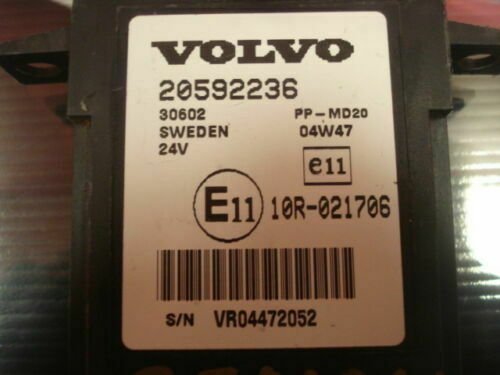 VOLVO
20592236
30602 PP-MD20
SWEDEN 04W47
24V
e11
E11 10R-021706
S/N VR04472052